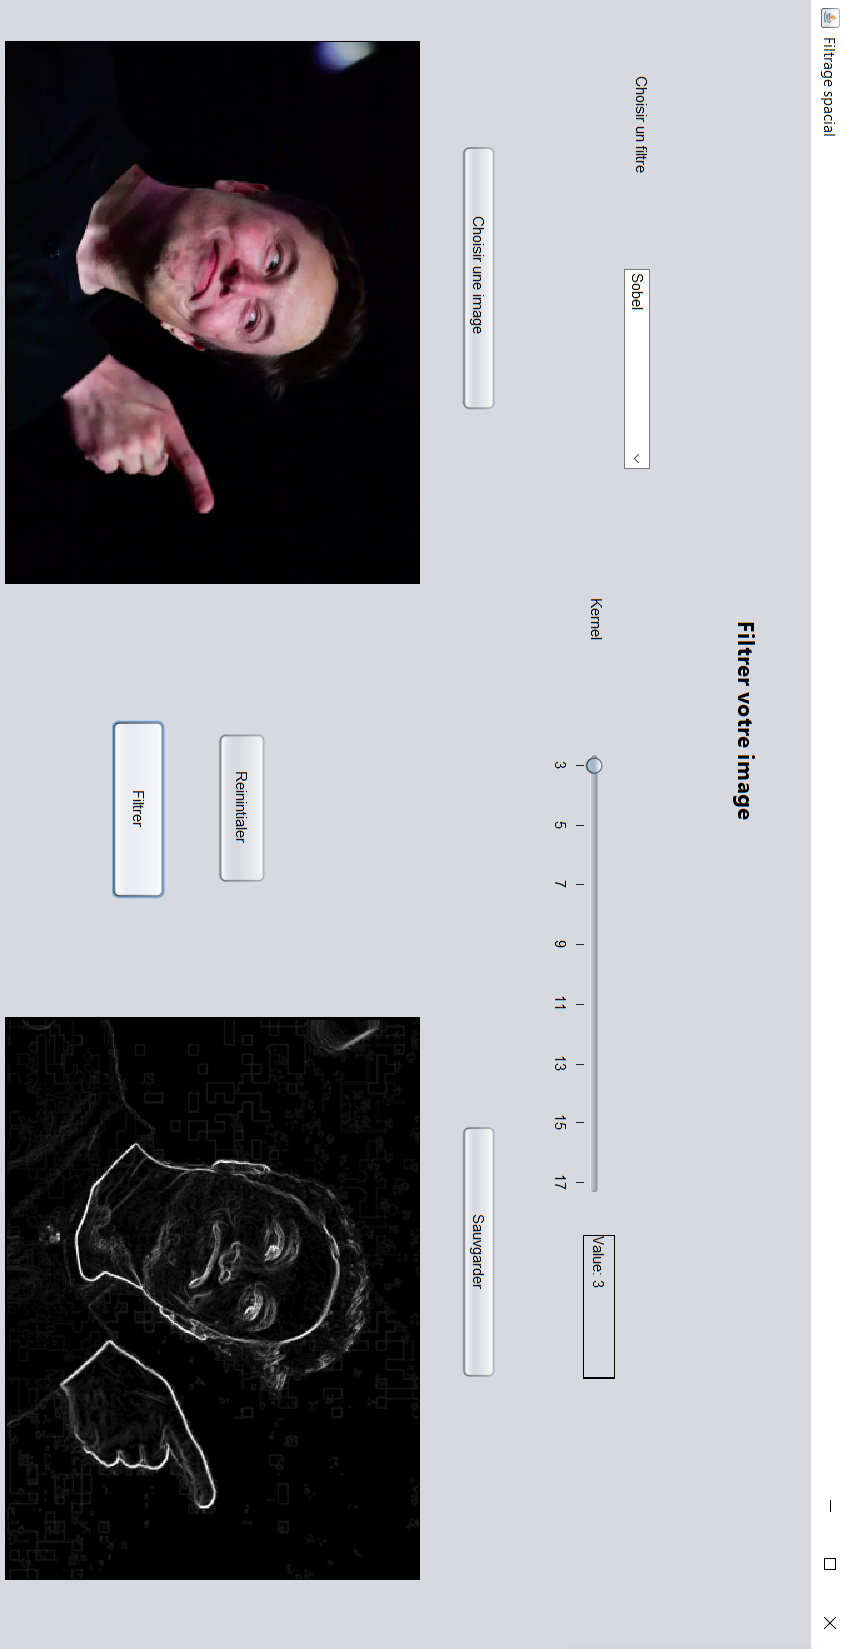 Filtrage spacial
Filtrer votre image
Choisir un filtre
Sobel
Kernel
3 5 7 9 11 13 15 17
Value: 3
Choisir une image
Sauvgarder
Reinintialer
Filtrer